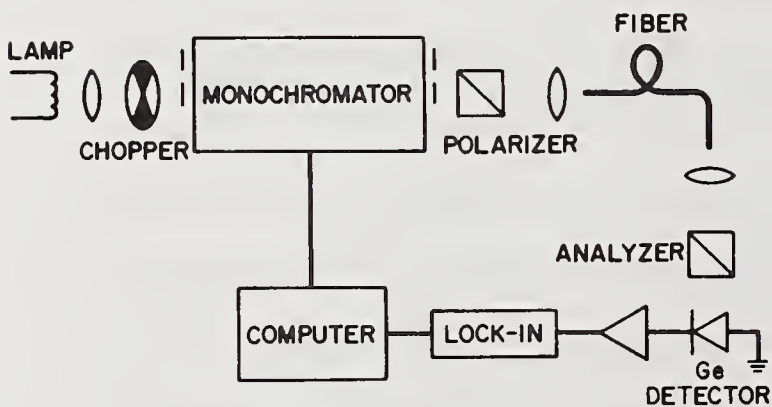 FIBER
LAMP
MONOCHROMATOR
CHOPPER
POLARIZER
ANALYZER
COMPUTER
LOCK-IN
Ge
DETECTOR